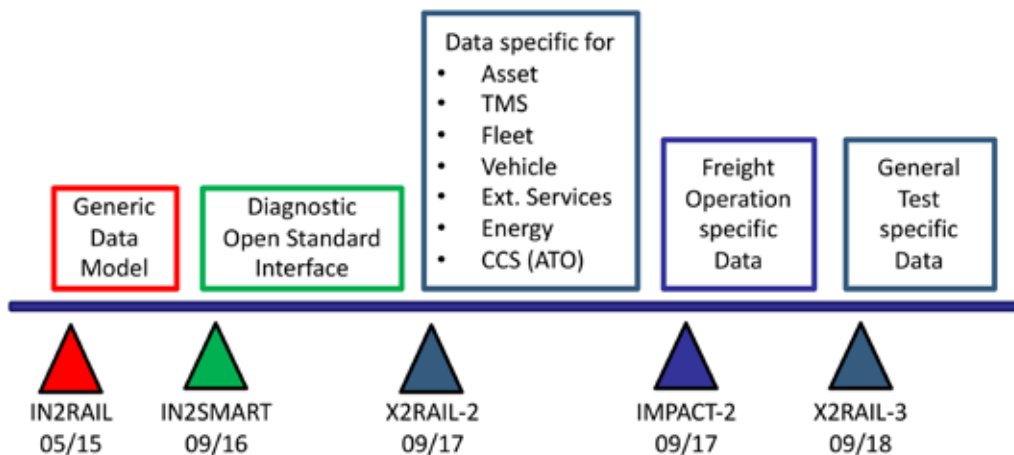 Generic
Data
Model
Diagnostic
Open Standard
Interface
Data specific for
• Asset
• TMS
• Fleet
• Vehicle
• Ext. Services
• Energy
• CCS (ATO)
Freight
Operation
specific
Data
General
Test
specific
Data
IN2RAIL
05/15
IN2SMART
09/16
X2RAIL-2
09/17
IMPACT-2
09/17
X2RAIL-3
09/18